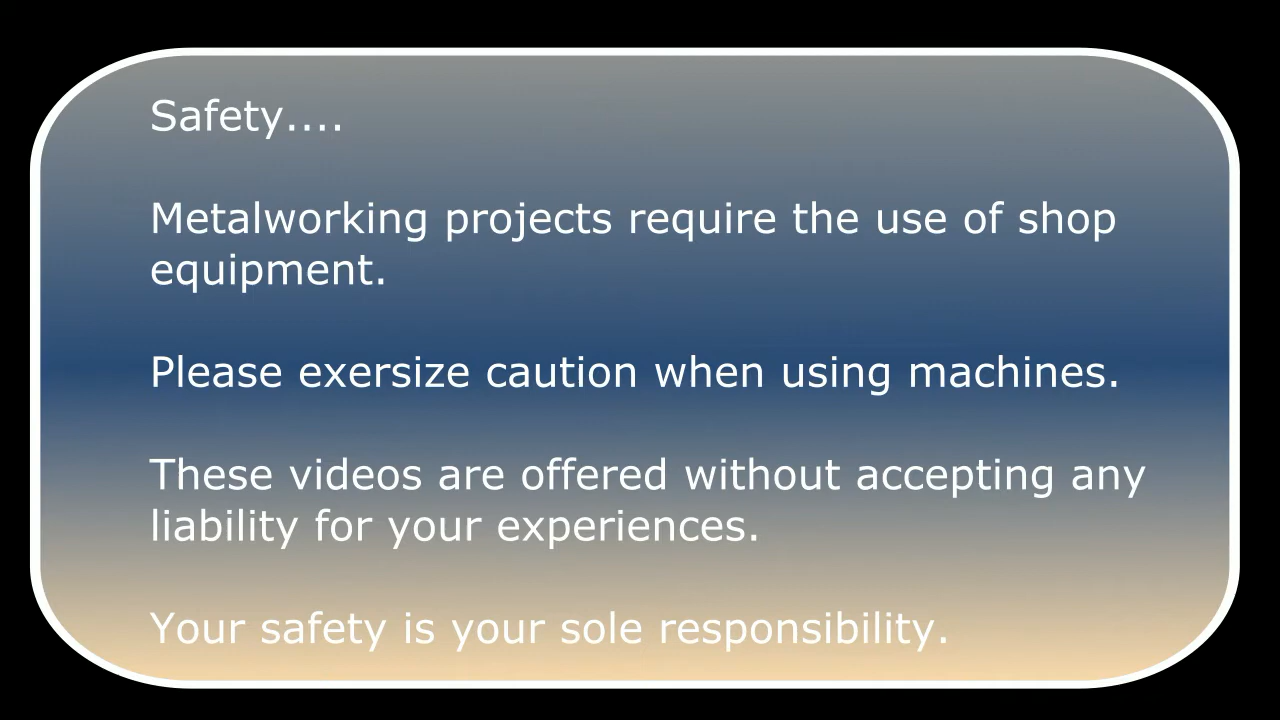 Safety....
Metalworking projects require the use of shop
equipment.
Please exersize caution when using machines.
These videos are offered without accepting any
liability for your experiences.
Your safety is your sole responsibility.